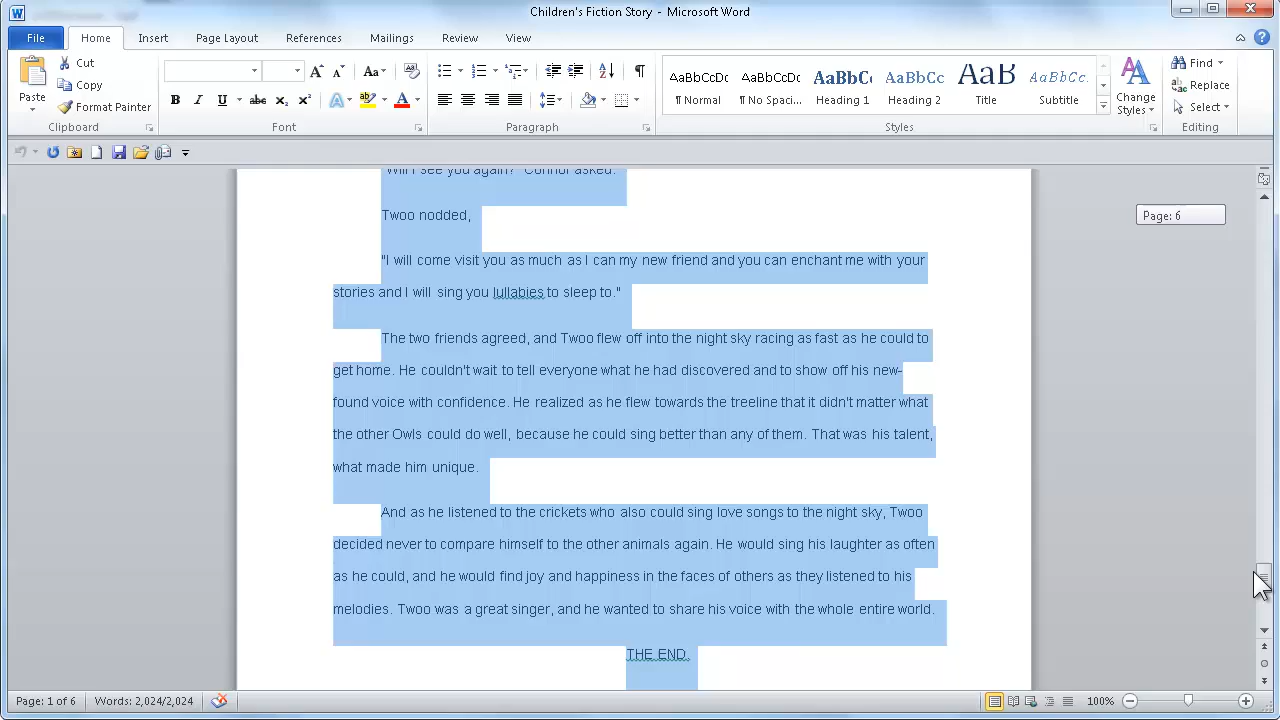 Children's Fiction Story - Microsoft Word
File Home Insert Page Layout References Mailings Review View
Paste Cut Copy Format Painter
B I U abc x₂ x² A ab A Aa
AaBbCcDc AaBbCcDc AaBbC AaBbCc AaB AaBbCc.
¶ Normal ¶ No Spaci... Heading 1 Heading 2 Title Subtitle
Change Styles
Find Replace Select
Clipboard Font Paragraph Styles Editing
"Will I see you again?" Connor asked.
Twoo nodded,
Page: 6
"I will come visit you as much as I can my new friend and you can enchant me with your
stories and I will sing you lullabies to sleep to."
The two friends agreed, and Twoo flew off into the night sky racing as fast as he could to
get home. He couldn't wait to tell everyone what he had discovered and to show off his new-
found voice with confidence. He realized as he flew towards the treeline that it didn't matter what
the other Owls could do well, because he could sing better than any of them. That was his talent,
what made him unique.
And as he listened to the crickets who also could sing love songs to the night sky, Twoo
decided never to compare himself to the other animals again. He would sing his laughter as often
as he could, and he would find joy and happiness in the faces of others as they listened to his
melodies. Twoo was a great singer, and he wanted to share his voice with the whole entire world.
THE END.
Page: 1 of 6 Words: 2,024/2,024 100%